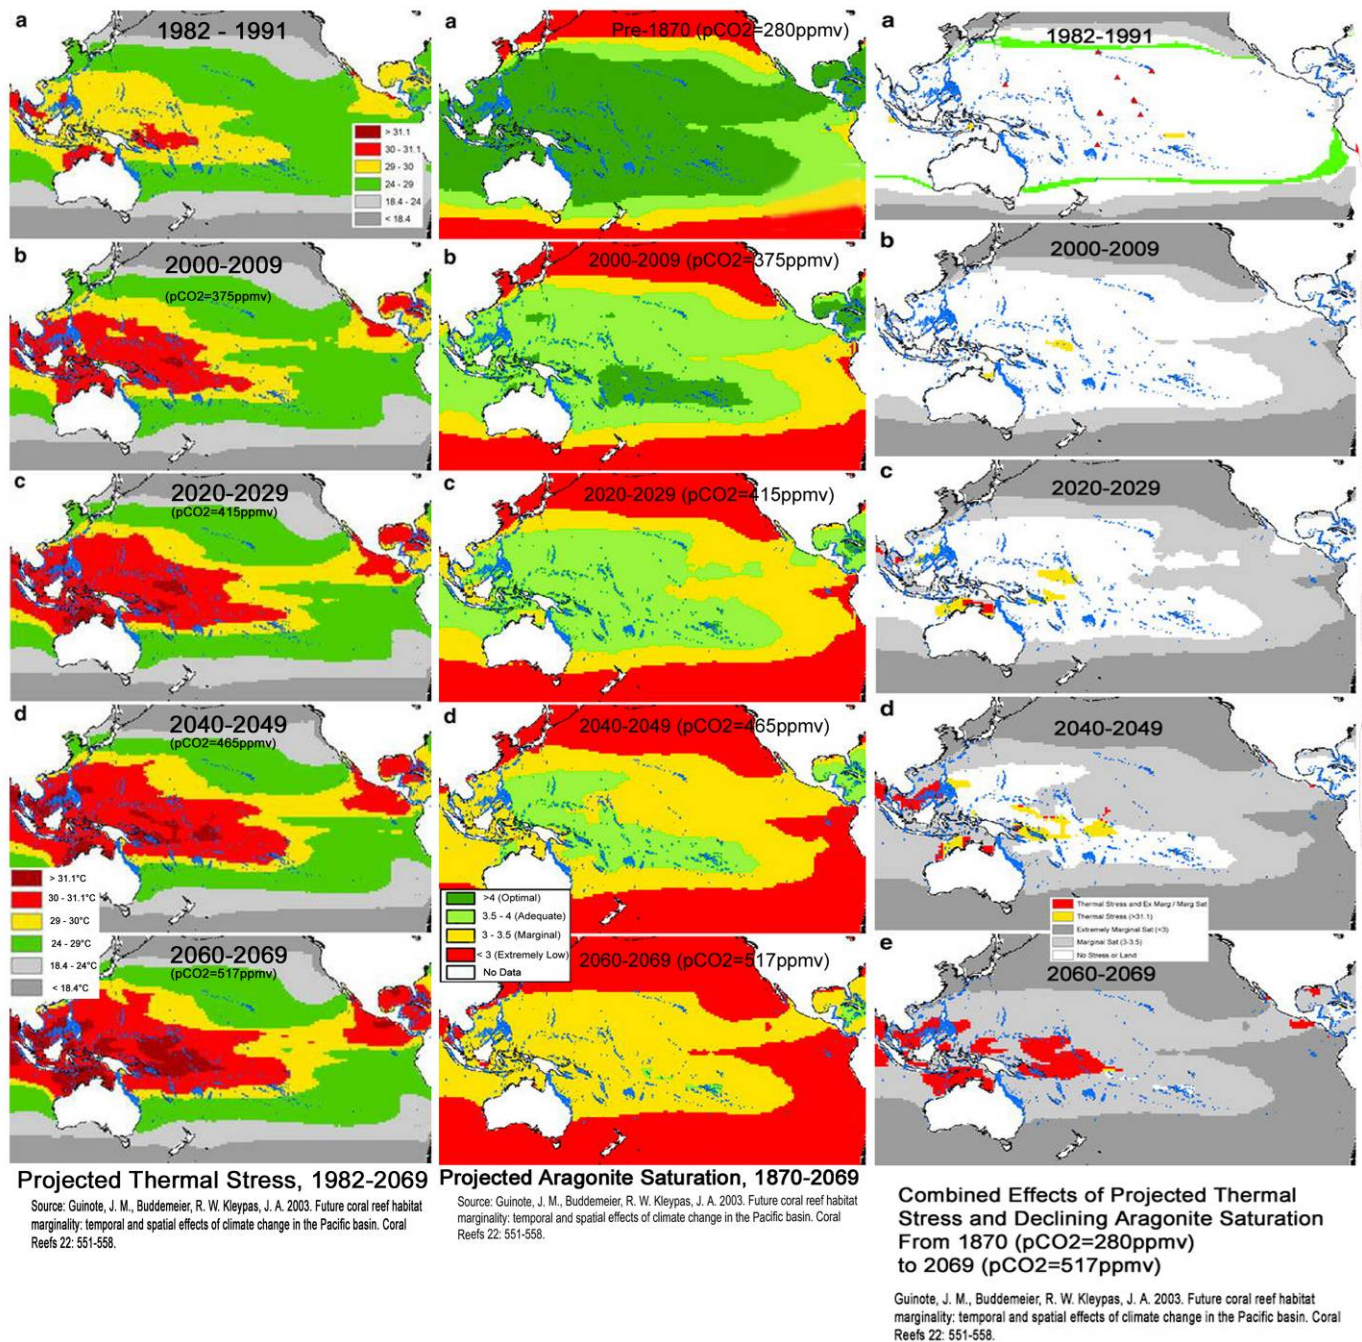 a
1982 - 1991
> 31.1
30 - 31.1
29 - 30
24 - 29
18.4 - 24
< 18.4
b
2000-2009
(pCO2=375ppmv)
c
2020-2029
(pCO2=415ppmv)
d
2040-2049
(pCO2=465ppmv)
> 31.1°C
30 - 31.1°C
29 - 30°C
24 - 29°C
18.4 - 24°C
< 18.4°C
2060-2069
(pCO2=517ppmv)
Projected Thermal Stress, 1982-2069
Source: Guinote, J. M., Buddemeier, R. W. Kleypas, J. A. 2003. Future coral reef habitat
marginality: temporal and spatial effects of climate change in the Pacific basin. Coral
Reefs 22: 551-558.
a
Pre-1870 (pCO2=280ppmv)
b
2000-2009 (pCO2=375ppmv)
c
2020-2029 (pCO2=415ppmv)
d
2040-2049 (pCO2=465ppmv)
>4 (Optimal)
3.5 - 4 (Adequate)
3 - 3.5 (Marginal)
< 3 (Extremely Low)
No Data
2060-2069 (pCO2=517ppmv)
Projected Aragonite Saturation, 1870-2069
Source: Guinote, J. M., Buddemeier, R. W. Kleypas, J. A. 2003. Future coral reef habitat
marginality: temporal and spatial effects of climate change in the Pacific basin. Coral
Reefs 22: 551-558.
a
1982-1991
b
2000-2009
c
2020-2029
d
2040-2049
Thermal Stress and Ex Marg / Marg Sat
Thermal Stress (>31.1)
Extremely Marginal Sat (<3)
Marginal Sat (3-3.5)
No Stress or Land
e
2060-2069
Combined Effects of Projected Thermal
Stress and Declining Aragonite Saturation
From 1870 (pCO2=280ppmv)
to 2069 (pCO2=517ppmv)
Guinote, J. M., Buddemeier, R. W. Kleypas, J. A. 2003. Future coral reef habitat
marginality: temporal and spatial effects of climate change in the Pacific basin. Coral
Reefs 22: 551-558.